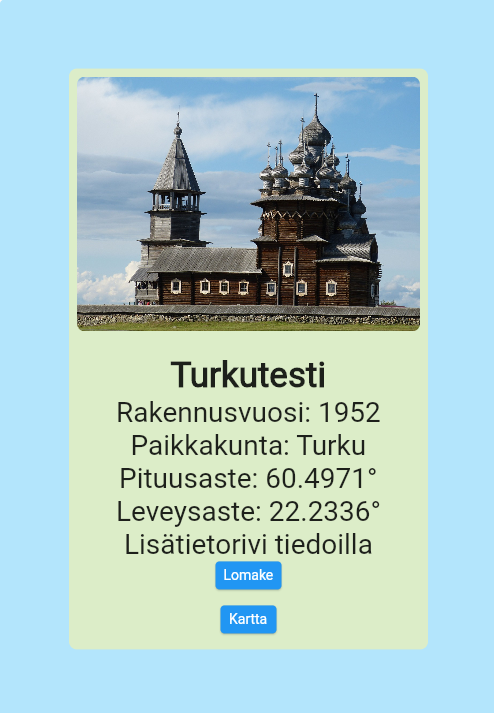 Turkutesti
Rakennusvuosi: 1952
Paikkakunta: Turku
Pituusaste: 60.4971°
Leveysaste: 22.2336°
Lisätietorivi tiedoilla
Lomake
Kartta